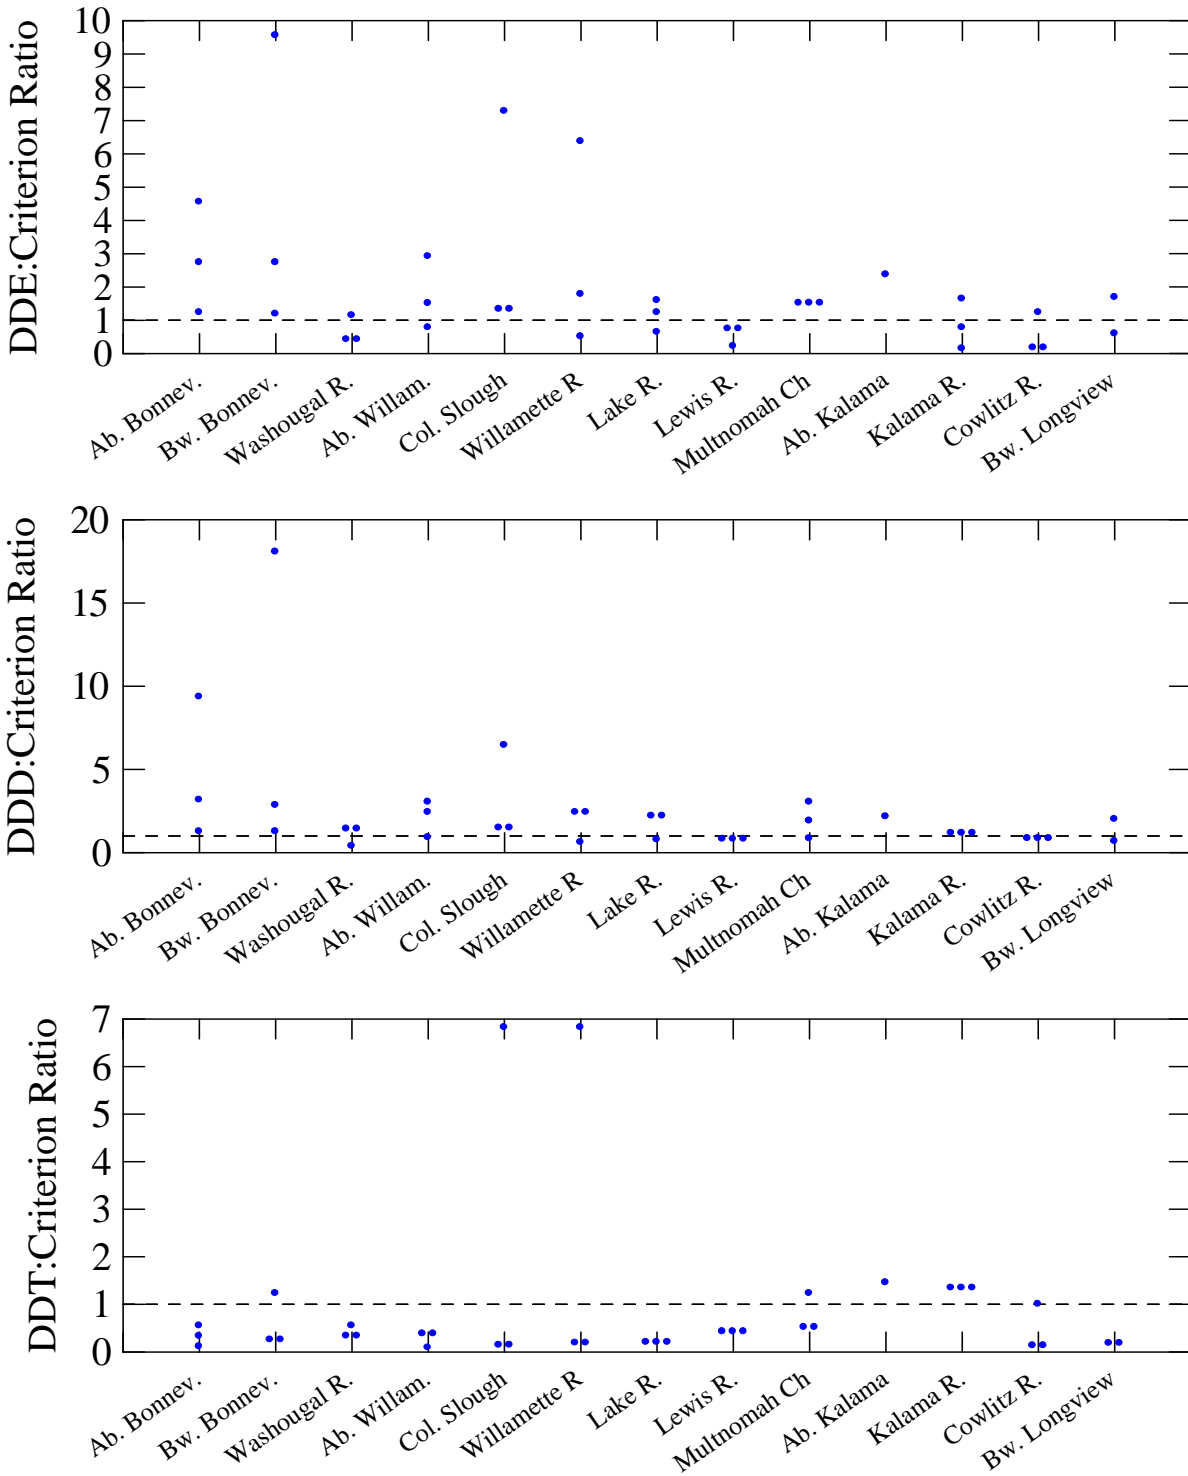 DDE:Criterion Ratio
10
9
8
7
6
5
4
3
2
1
0
Ab. Bonnev.
Bw. Bonnev.
Washougal R.
Ab. Willam.
Col. Slough
Willamette R
Lake R.
Lewis R.
Multnomah Ch
Ab. Kalama
Kalama R.
Cowlitz R.
Bw. Longview
DDD:Criterion Ratio
20
15
10
5
0
Ab. Bonnev.
Bw. Bonnev.
Washougal R.
Ab. Willam.
Col. Slough
Willamette R
Lake R.
Lewis R.
Multnomah Ch
Ab. Kalama
Kalama R.
Cowlitz R.
Bw. Longview
DDT:Criterion Ratio
7
6
5
4
3
2
1
0
Ab. Bonnev.
Bw. Bonnev.
Washougal R.
Ab. Willam.
Col. Slough
Willamette R
Lake R.
Lewis R.
Multnomah Ch
Ab. Kalama
Kalama R.
Cowlitz R.
Bw. Longview